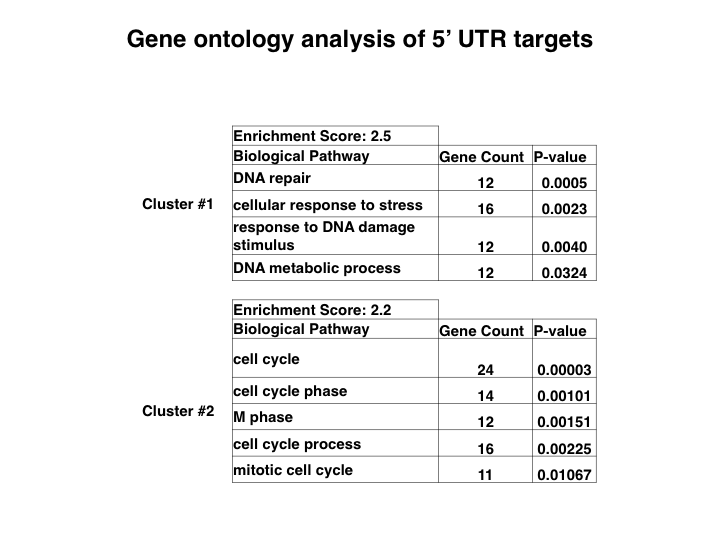 Gene ontology analysis of 5’ UTR targets
Enrichment Score: 2.5
Biological Pathway Gene Count P-value
DNA repair 12 0.0005
Cluster #1 cellular response to stress 16 0.0023
response to DNA damage
stimulus 12 0.0040
DNA metabolic process 12 0.0324
Enrichment Score: 2.2
Biological Pathway Gene Count P-value
cell cycle 24 0.00003
cell cycle phase 14 0.00101
Cluster #2 M phase 12 0.00151
cell cycle process 16 0.00225
mitotic cell cycle 11 0.01067